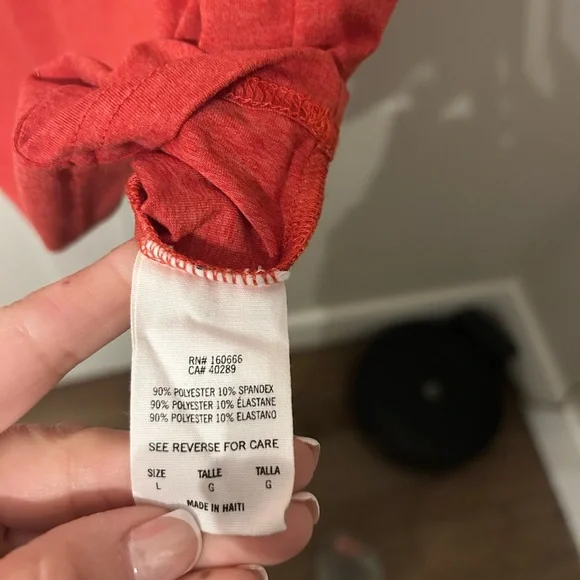 RN# 160666
CA# 40289
90% POLYESTER 10% SPANDEX
90% POLYESTER 10% ÉLASTANE
90% POLYESTER 10% ELASTANO
SEE REVERSE FOR CARE
SIZE TALLE TALLA
L G G
MADE IN HAITI